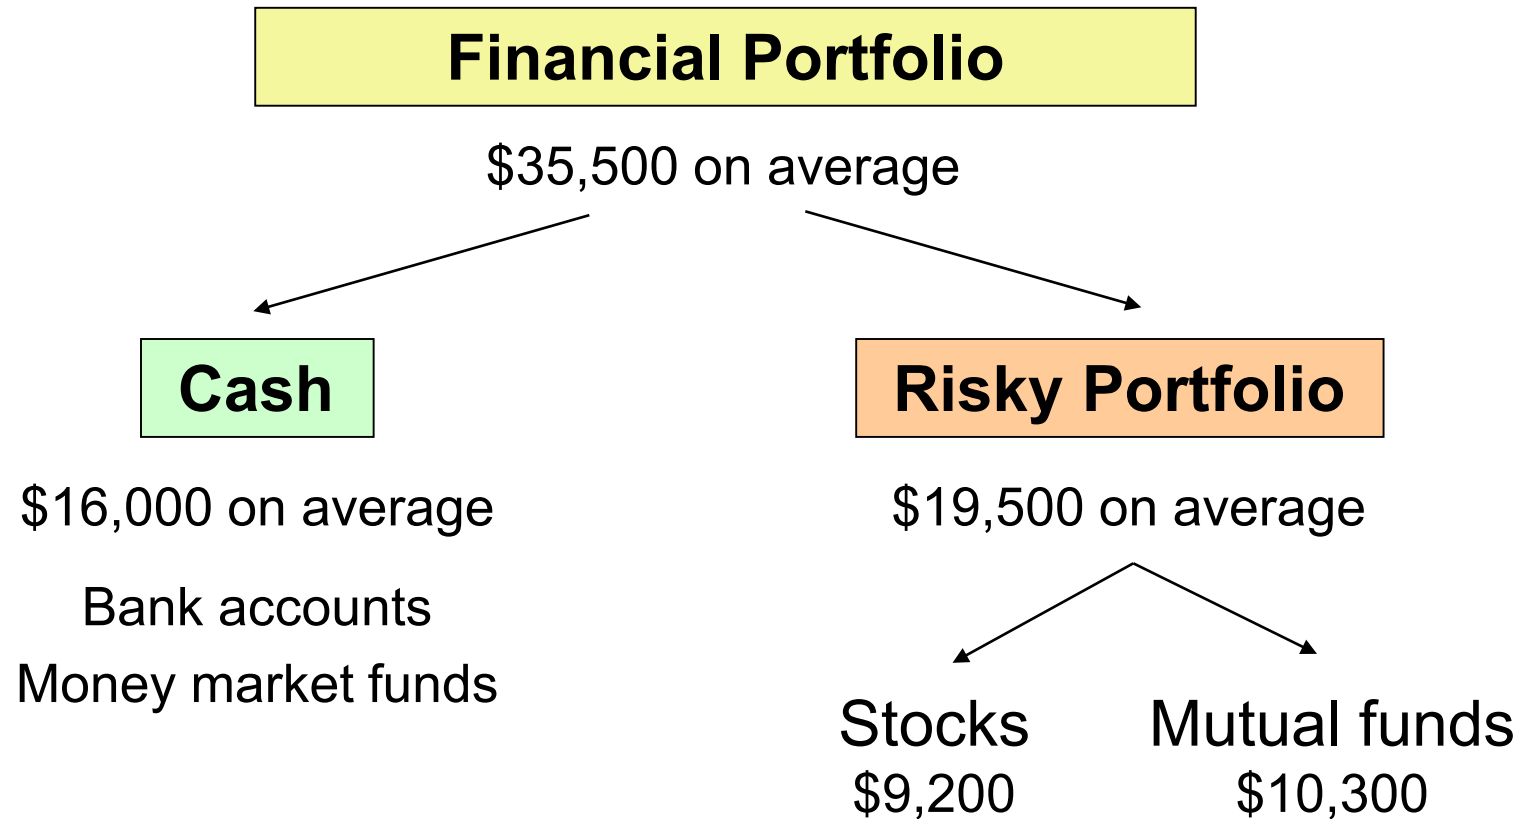 Financial Portfolio
$35,500 on average
Cash
$16,000 on average
Bank accounts
Money market funds
Risky Portfolio
$19,500 on average
Stocks
$9,200
Mutual funds
$10,300